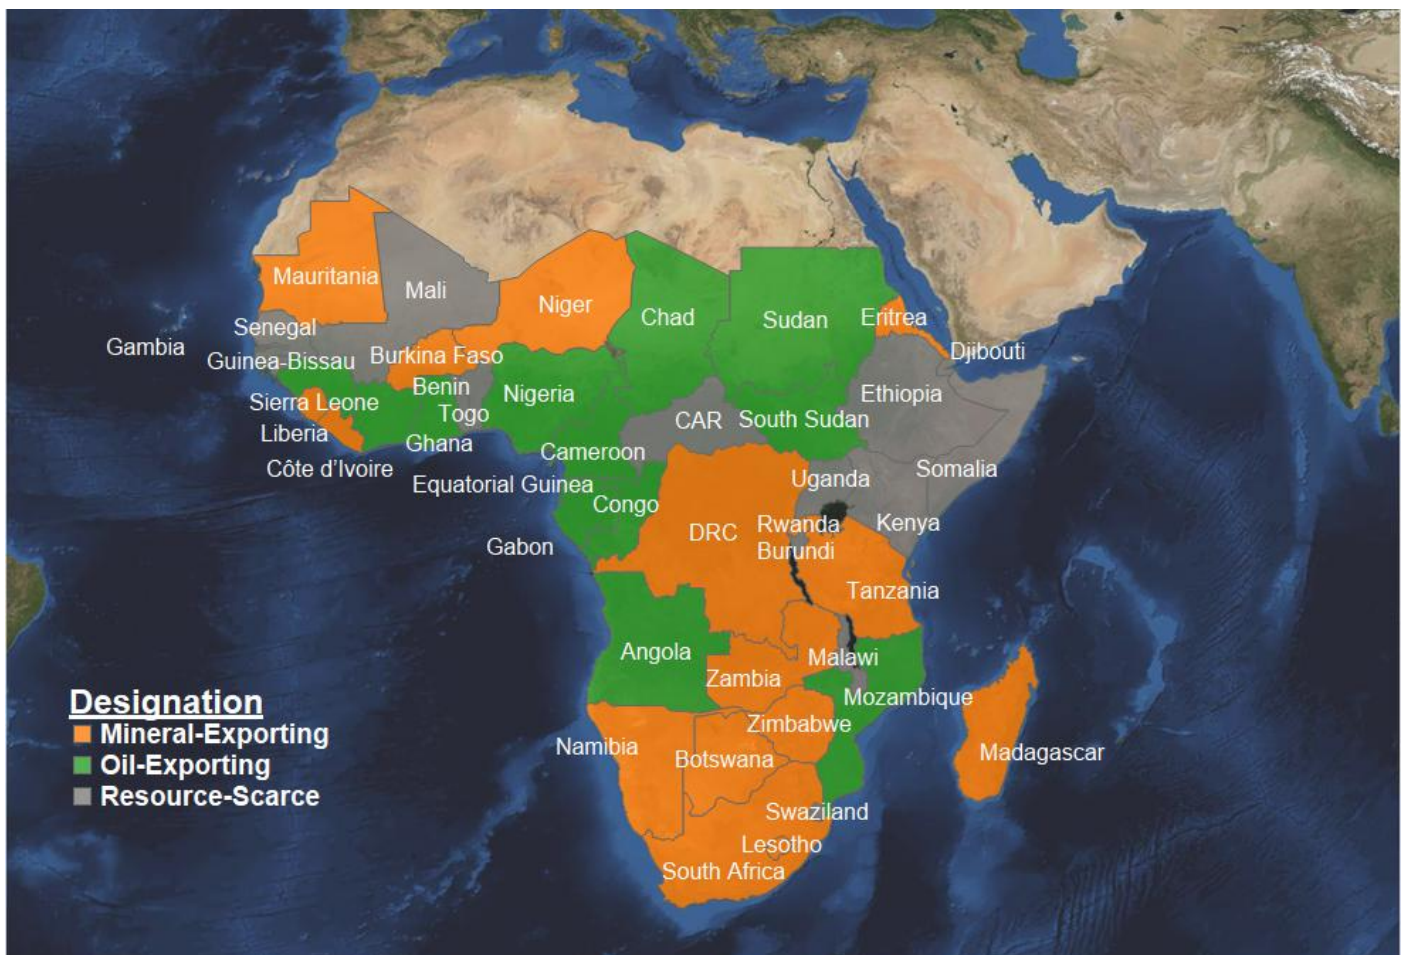 Mauritania
Mali
Niger
Chad
Sudan
Eritrea
Senegal
Gambia
Guinea-Bissau
Burkina Faso
Djibouti
Benin
Nigeria
Ethiopia
Sierra Leone
Togo
CAR
South Sudan
Liberia
Ghana
Cameroon
Côte d’Ivoire
Equatorial Guinea
Uganda
Somalia
Congo
Gabon
DRC
Rwanda
Kenya
Burundi
Tanzania
Angola
Malawi
Zambia
Mozambique
Zimbabwe
Namibia
Botswana
Madagascar
Swaziland
Lesotho
South Africa
Designation
Mineral-Exporting
Oil-Exporting
Resource-Scarce